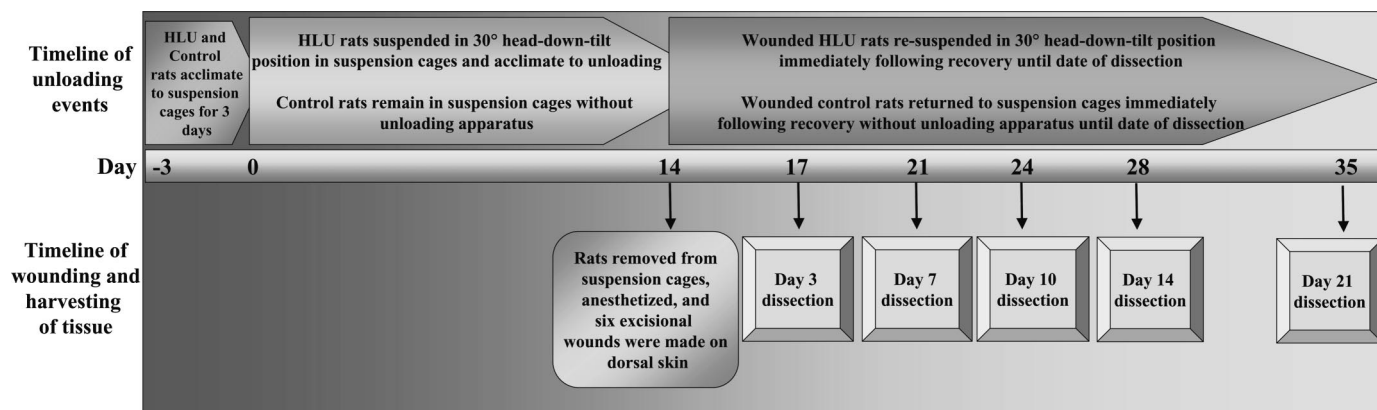 Timeline of
unloading
events
HLU and
Control
rats acclimate
to suspension
cages for 3
days
HLU rats suspended in 30° head-down-tilt
position in suspension cages and acclimate to unloading
Control rats remain in suspension cages without
unloading apparatus
Wounded HLU rats re-suspended in 30° head-down-tilt position
immediately following recovery until date of dissection
Wounded control rats returned to suspension cages immediately
following recovery without unloading apparatus until date of dissection
Day -3 0 14 17 21 24 28 35
Timeline of
wounding and
harvesting
of tissue
Rats removed from
suspension cages,
anesthetized, and
six excisional
wounds were made on
dorsal skin
Day 3
dissection
Day 7
dissection
Day 10
dissection
Day 14
dissection
Day 21
dissection